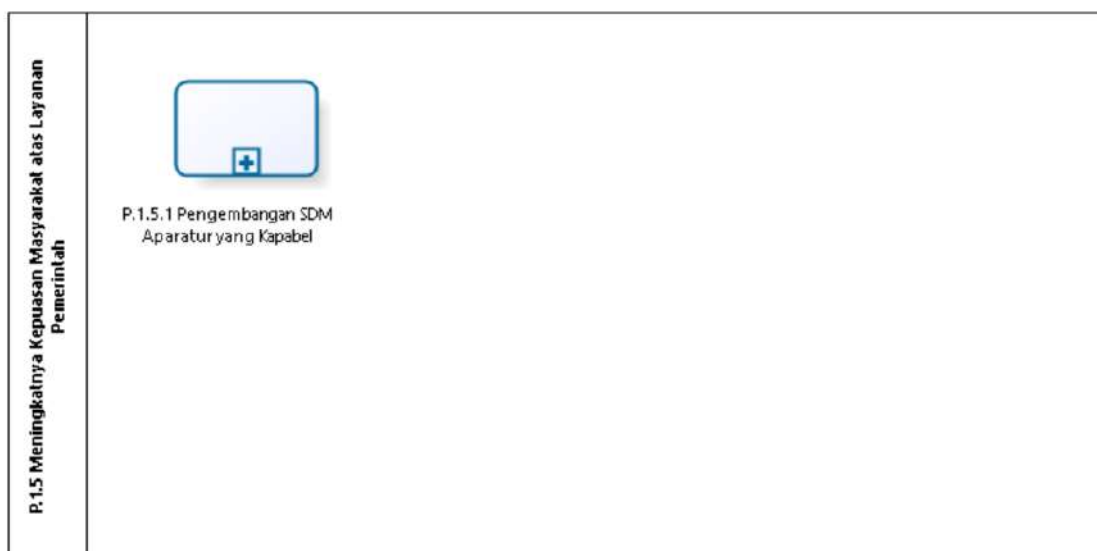 P.1.5 Meningkatnya Kepuasan Masyarakat atas Layanan
Pemerintah
P.1.5.1 Pengembangan SDM
Aparatur yang Kapabel